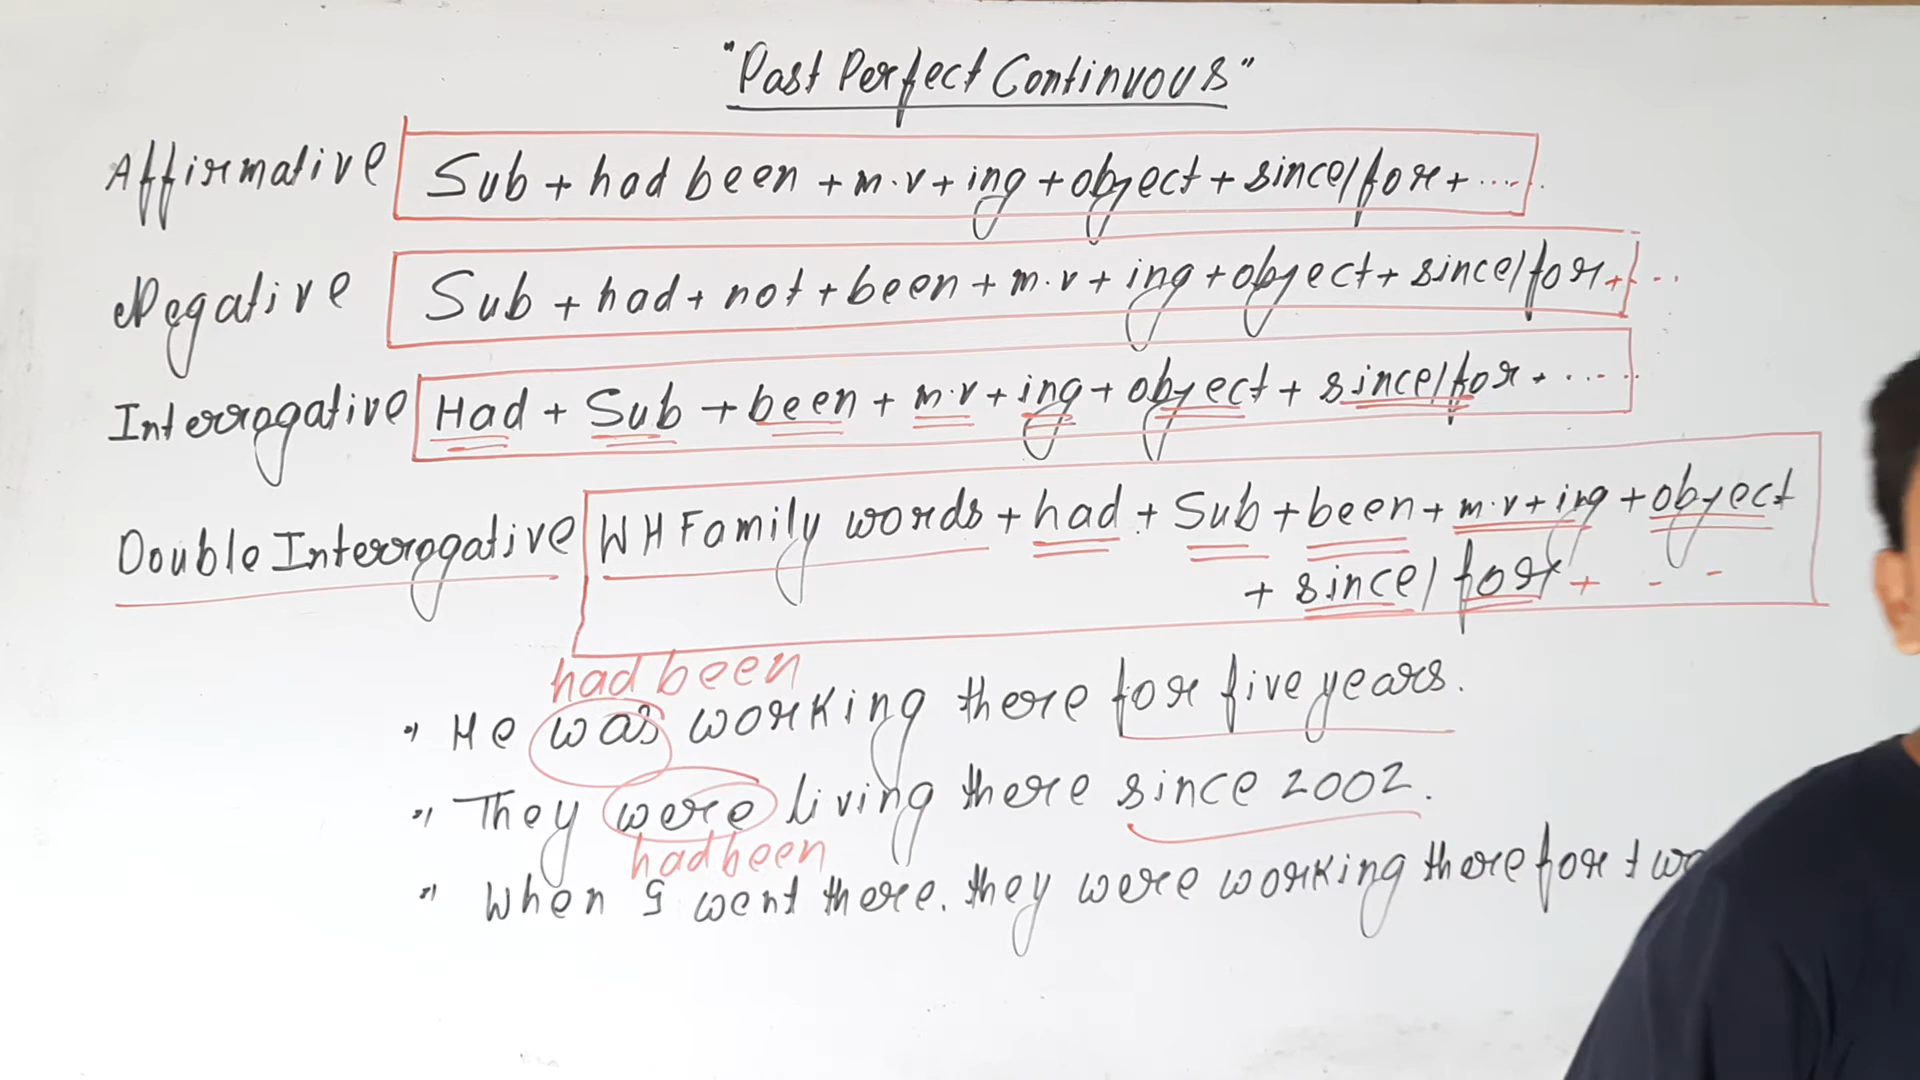 "Past Perfect Continuous"
Affirmative Sub + had been + m.v + ing + object + since/for + ....
Negative Sub + had + not + been + m.v + ing + object + since/for + ..
Interrogative Had + Sub + been + m.v + ing + object + since/for + ....
Double Interrogative WH Family words + had + Sub + been + m.v + ing + object
+ since/for + - -
had been
" He was working there for five years.
" They were living there since 2002.
had been
" When I went there. they were working there for